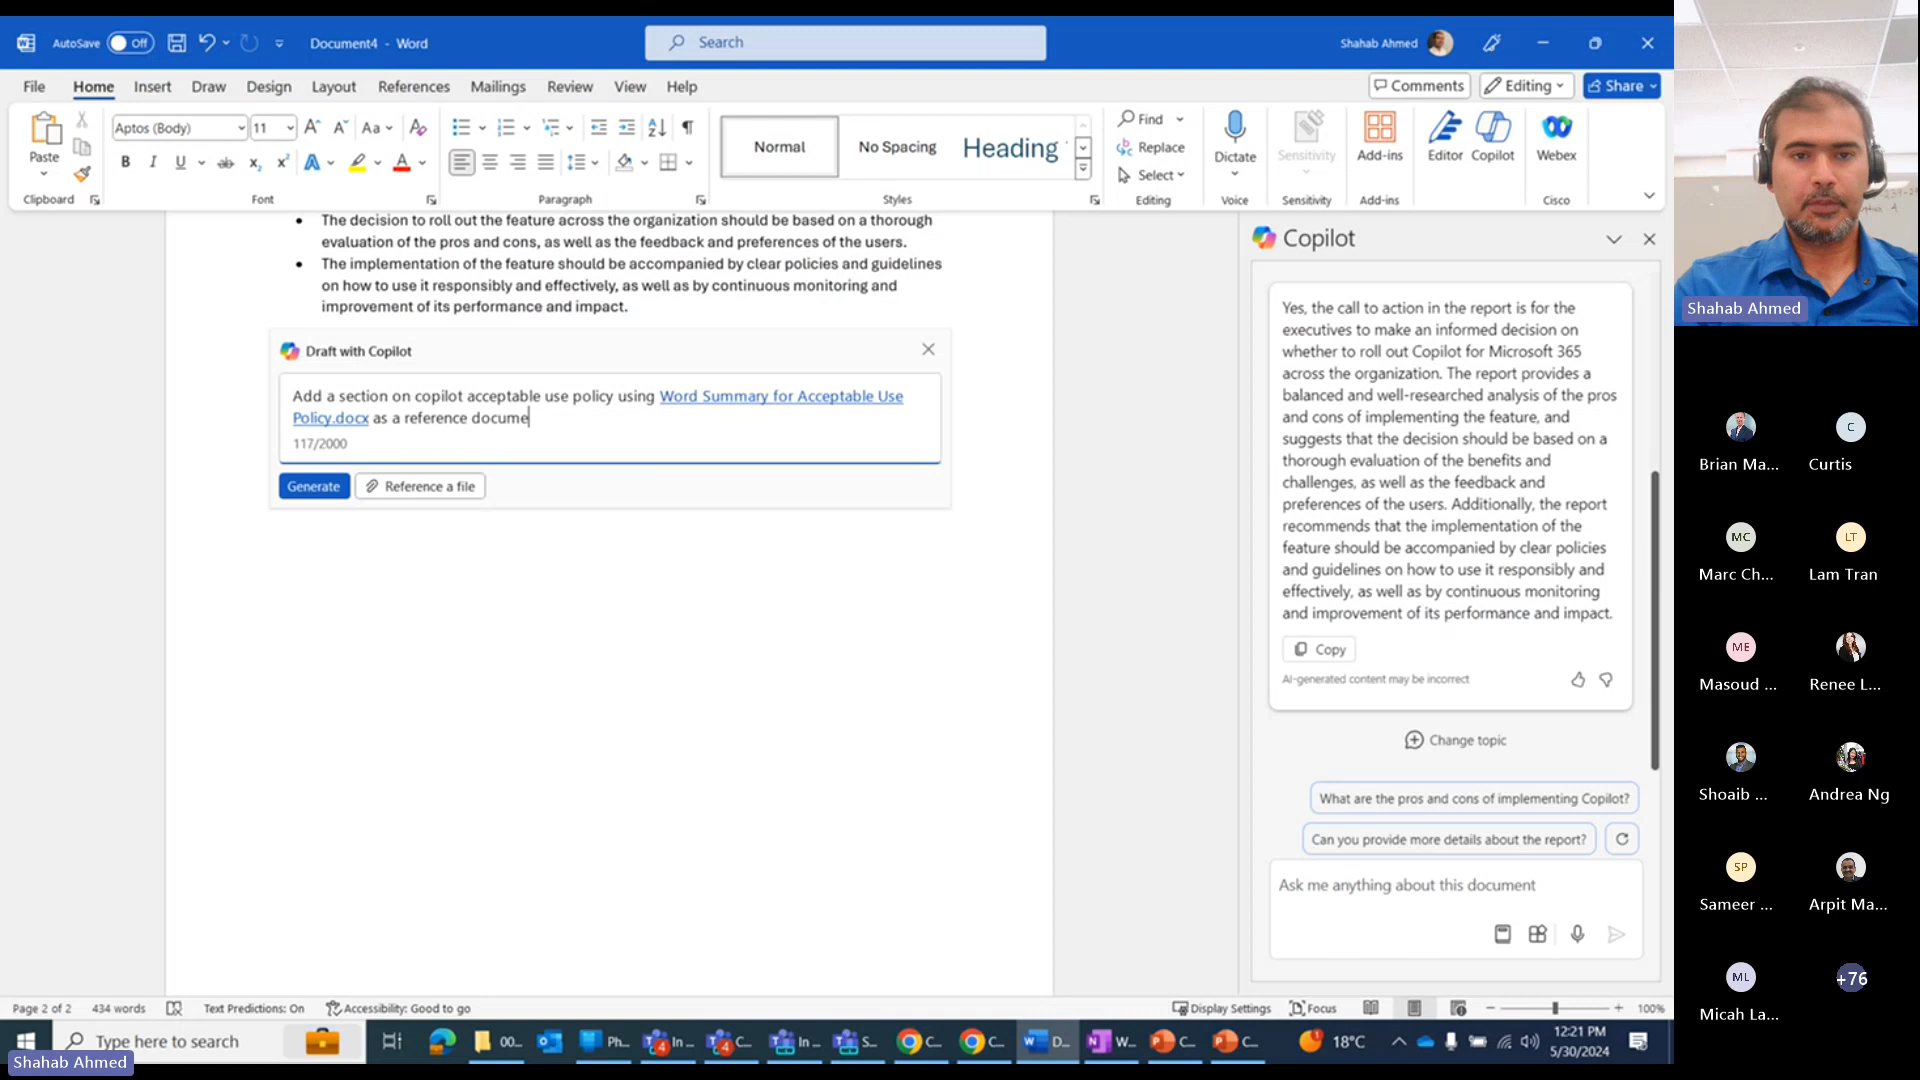 AutoSave Off Document4 - Word Search Shahab Ahmed
File Home Insert Draw Design Layout References Mailings Review View Help Comments Editing Share
Paste Aptos (Body) 11 Aa Normal No Spacing Heading Find Replace Select Dictate Sensitivity Add-ins Editor Copilot Webex
Clipboard Font Paragraph Styles Editing Voice Sensitivity Add-ins Cisco
• The decision to roll out the feature across the organization should be based on a thorough
evaluation of the pros and cons, as well as the feedback and preferences of the users.
• The implementation of the feature should be accompanied by clear policies and guidelines
on how to use it responsibly and effectively, as well as by continuous monitoring and
improvement of its performance and impact.
Draft with Copilot
Add a section on copilot acceptable use policy using Word Summary for Acceptable Use
Policy.docx as a reference docume
117/2000
Generate Reference a file
Copilot
Yes, the call to action in the report is for the
executives to make an informed decision on
whether to roll out Copilot for Microsoft 365
across the organization. The report provides a
balanced and well-researched analysis of the pros
and cons of implementing the feature, and
suggests that the decision should be based on a
thorough evaluation of the benefits and
challenges, as well as the feedback and
preferences of the users. Additionally, the report
recommends that the implementation of the
feature should be accompanied by clear policies
and guidelines on how to use it responsibly and
effectively, as well as by continuous monitoring
and improvement of its performance and impact.
Copy
AI-generated content may be incorrect
Change topic
What are the pros and cons of implementing Copilot?
Can you provide more details about the report?
Ask me anything about this document
Page 2 of 2 434 words Text Predictions: On Accessibility: Good to go Display Settings Focus 100%
Type here to search 00... Ph... In... C... In... S... C... C... D... W... C... C... 18°C 12:21 PM
5/30/2024
Shahab Ahmed
Shahab Ahmed
C
Brian Ma... Curtis
MC LT
Marc Ch... Lam Tran
ME
Masoud ... Renee L...
Shoaib ... Andrea Ng
SP
Sameer ... Arpit Ma...
ML +76
Micah La...